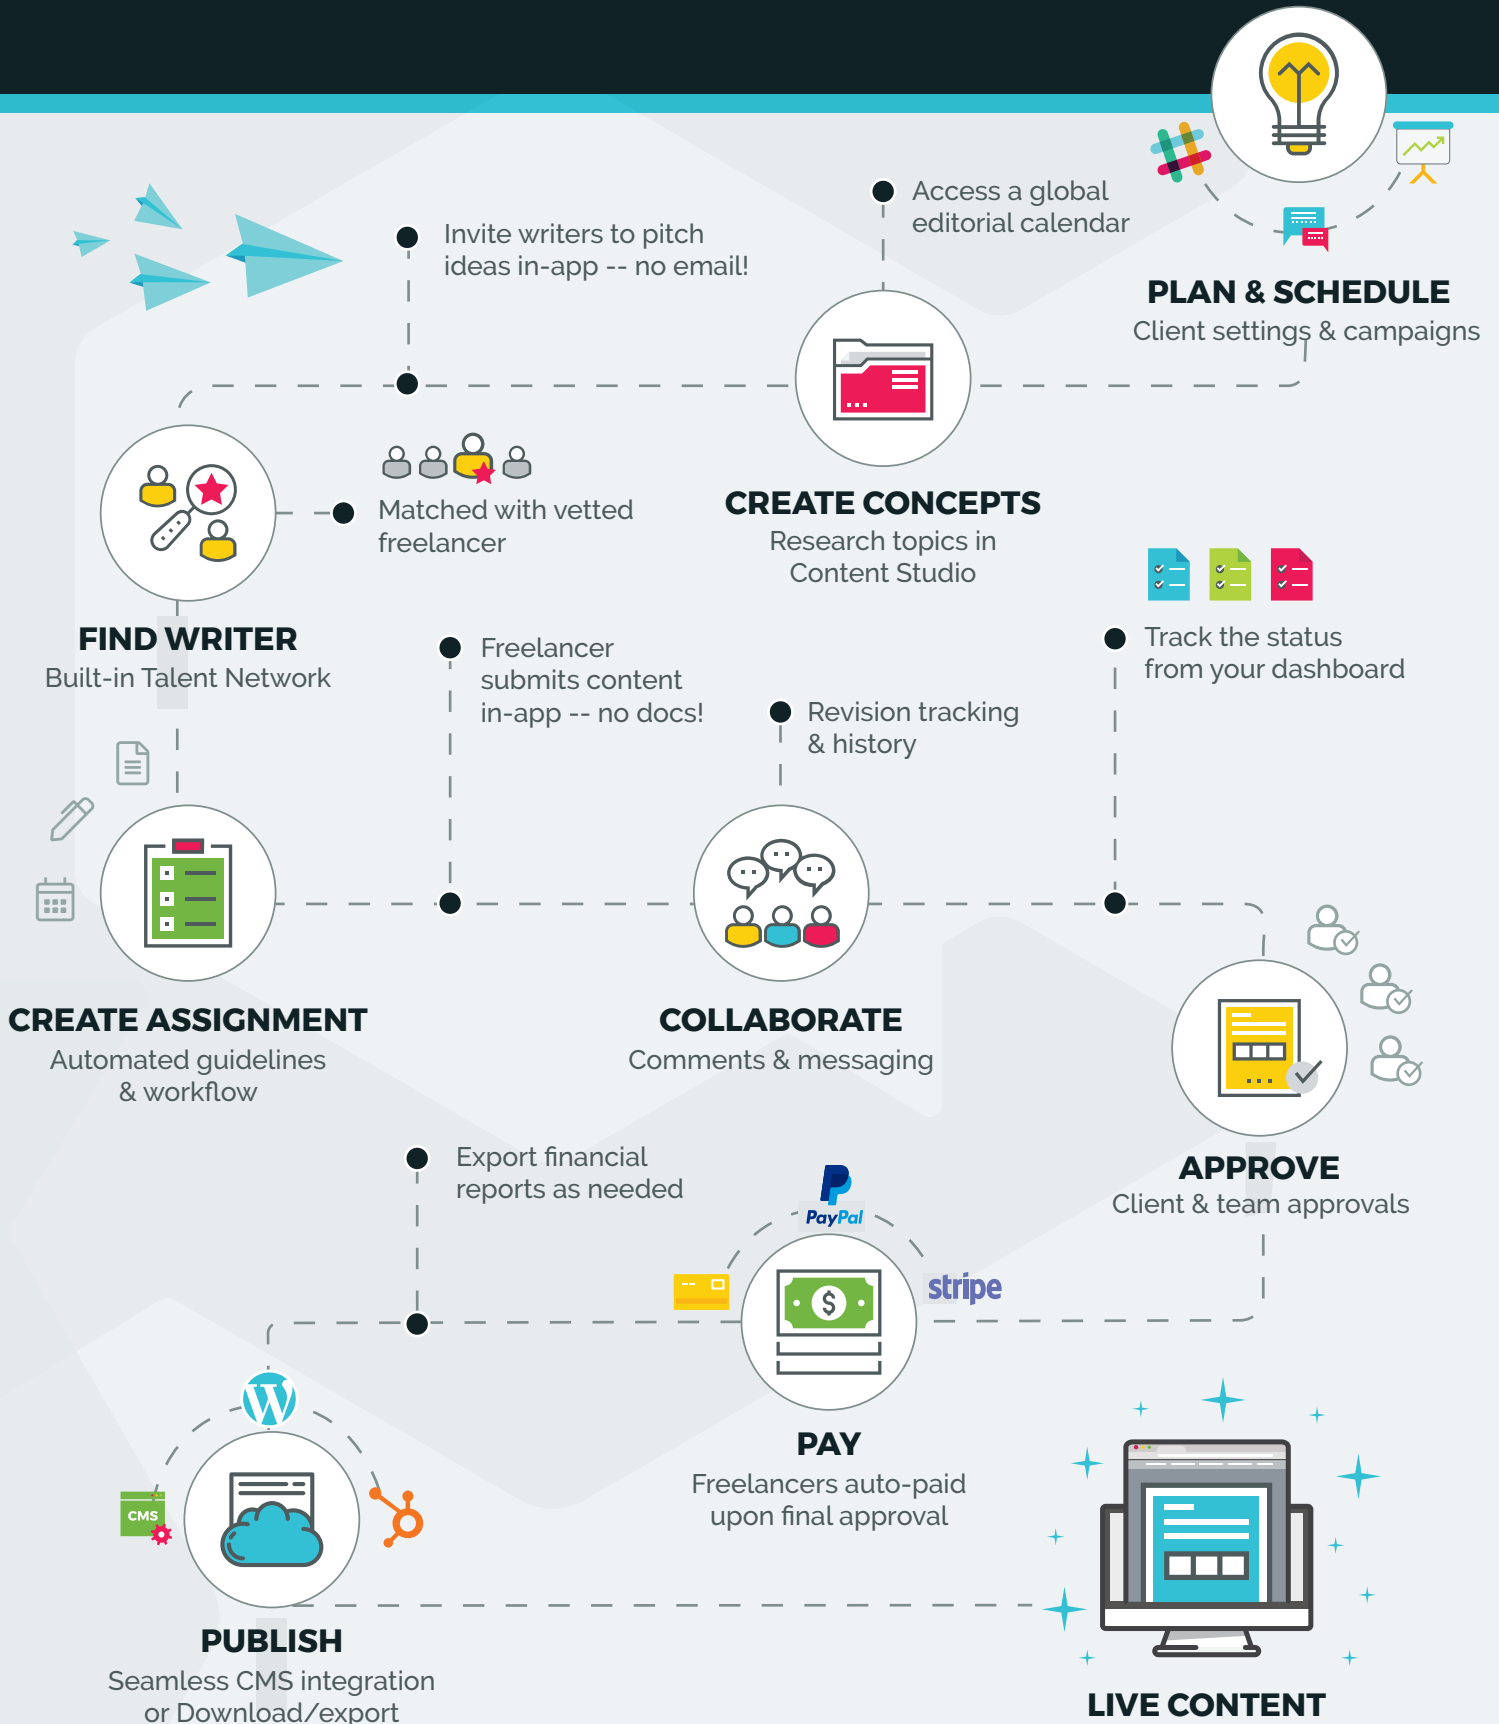 Access a global
editorial calendar
Invite writers to pitch
ideas in-app -- no email!
PLAN & SCHEDULE
Client settings & campaigns
Matched with vetted
freelancer
CREATE CONCEPTS
Research topics in
Content Studio
FIND WRITER
Built-in Talent Network
Freelancer
submits content
in-app -- no docs!
Revision tracking
& history
Track the status
from your dashboard
CREATE ASSIGNMENT
Automated guidelines
& workflow
COLLABORATE
Comments & messaging
APPROVE
Client & team approvals
Export financial
reports as needed
PayPal
stripe
$
PAY
Freelancers auto-paid
upon final approval
W
CMS
PUBLISH
Seamless CMS integration
or Download/export
LIVE CONTENT